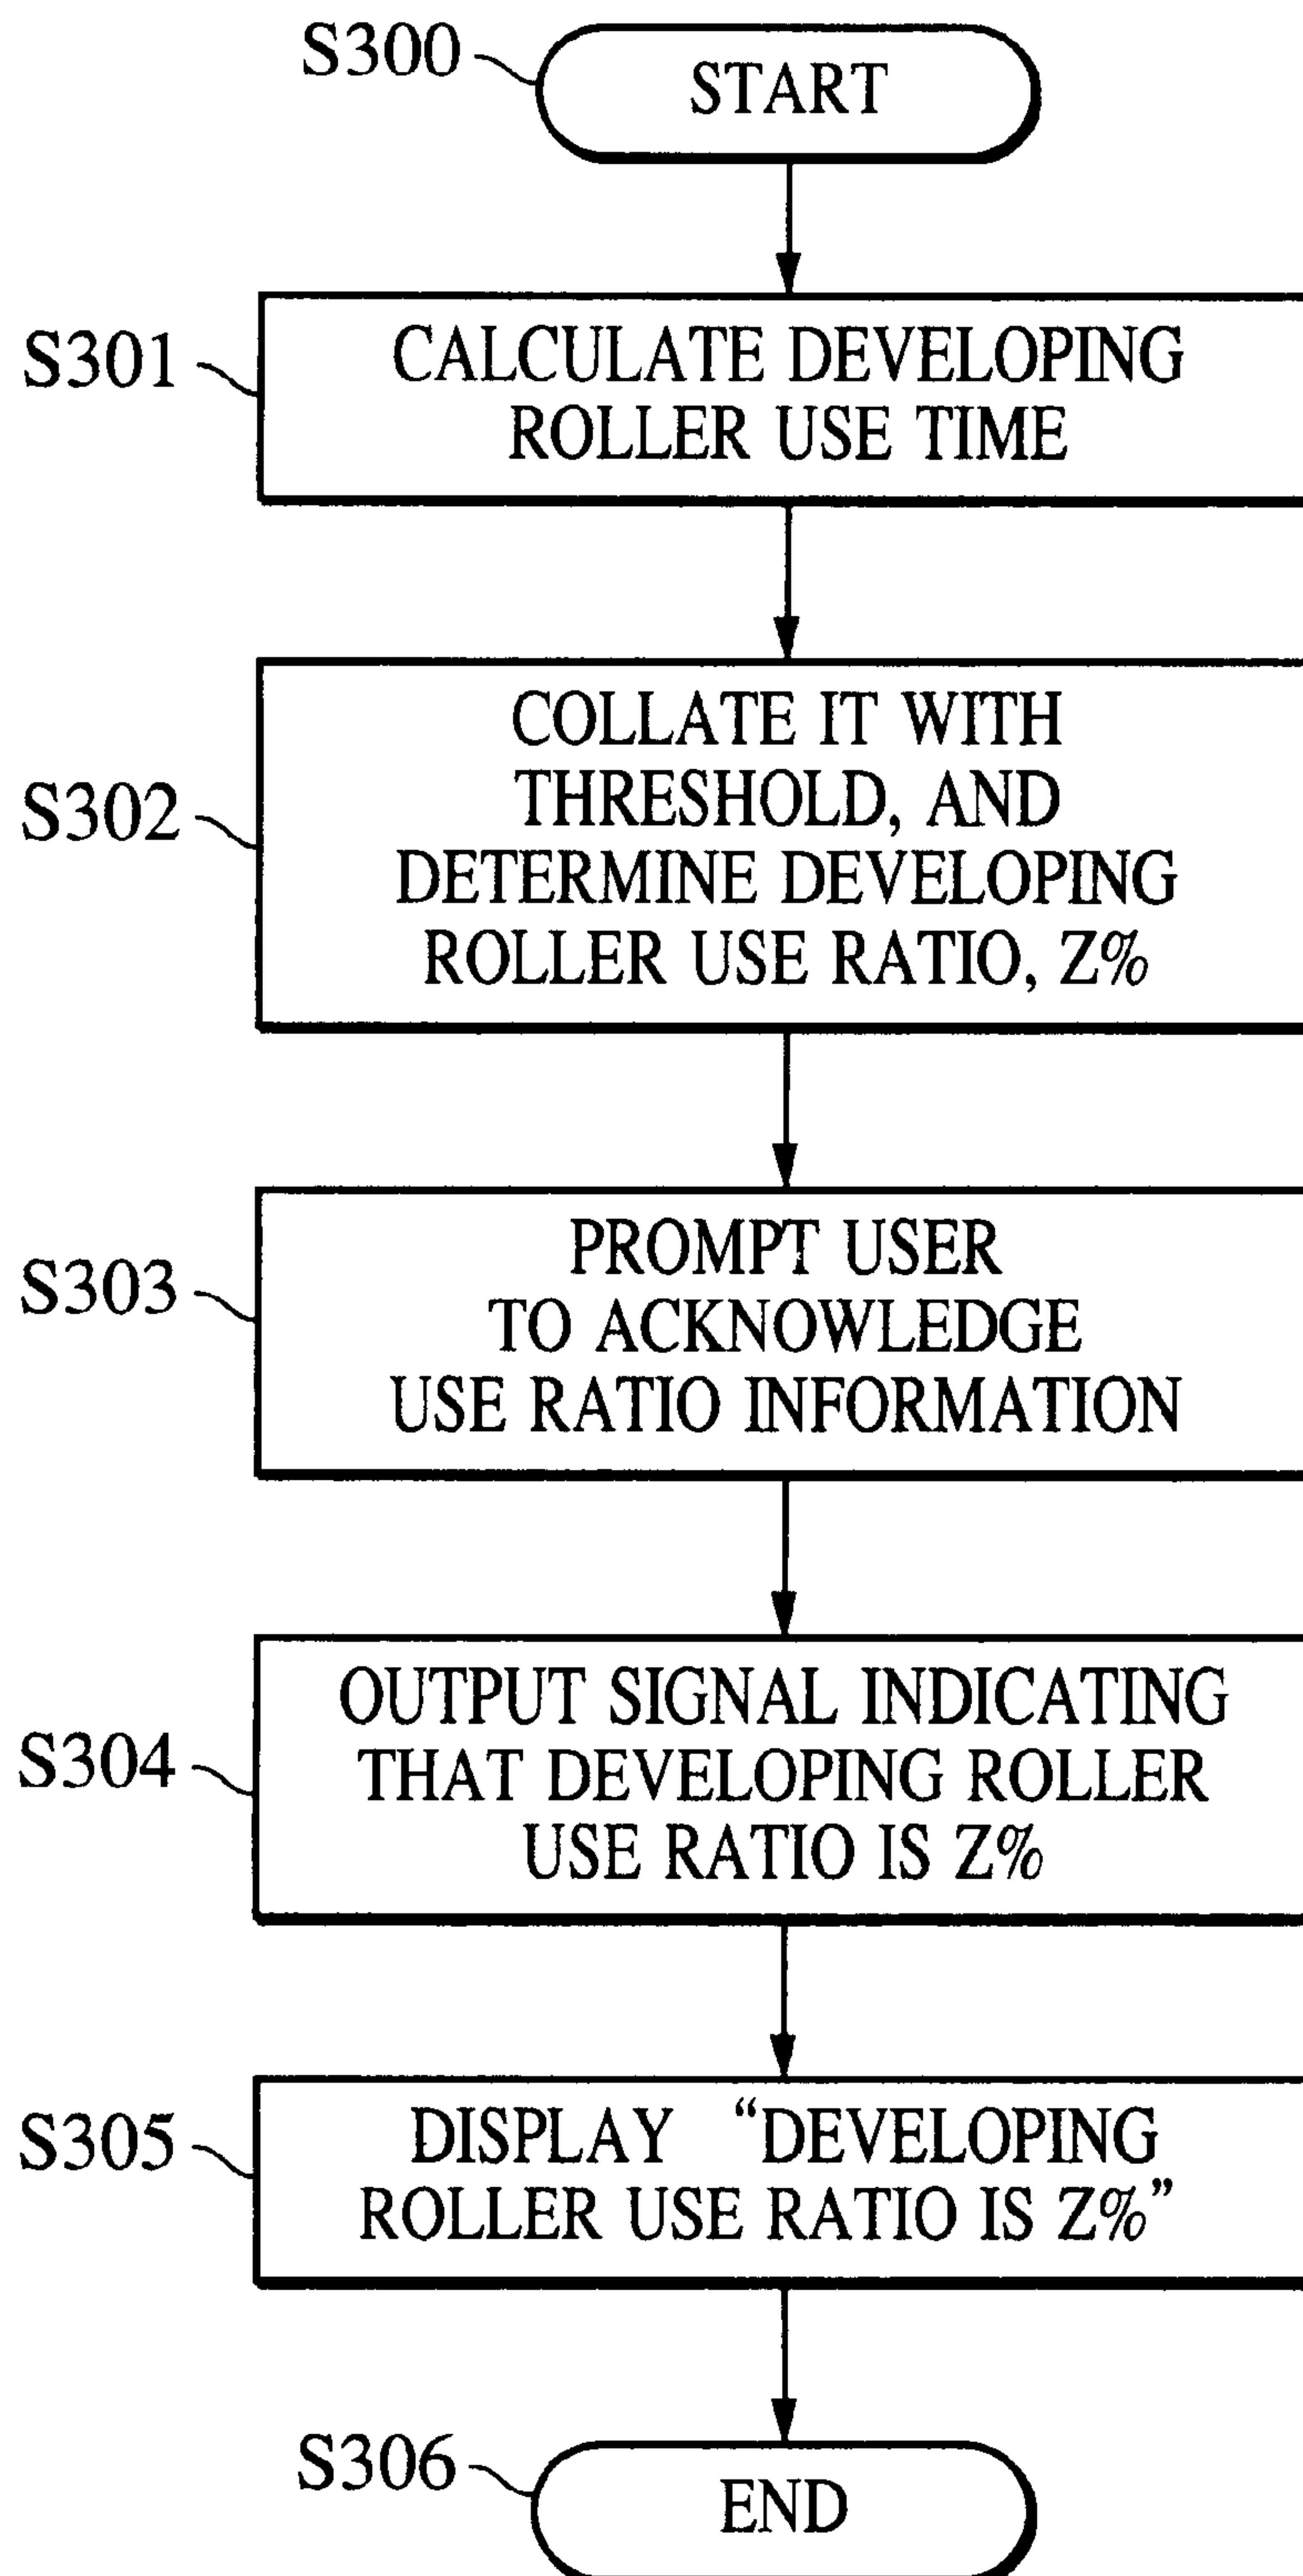 S300
START
S301
CALCULATE DEVELOPING
ROLLER USE TIME
S302
COLLATE IT WITH
THRESHOLD, AND
DETERMINE DEVELOPING
ROLLER USE RATIO, Z%
S303
PROMPT USER
TO ACKNOWLEDGE
USE RATIO INFORMATION
S304
OUTPUT SIGNAL INDICATING
THAT DEVELOPING ROLLER
USE RATIO IS Z%
S305
DISPLAY “DEVELOPING
ROLLER USE RATIO IS Z%”
S306
END